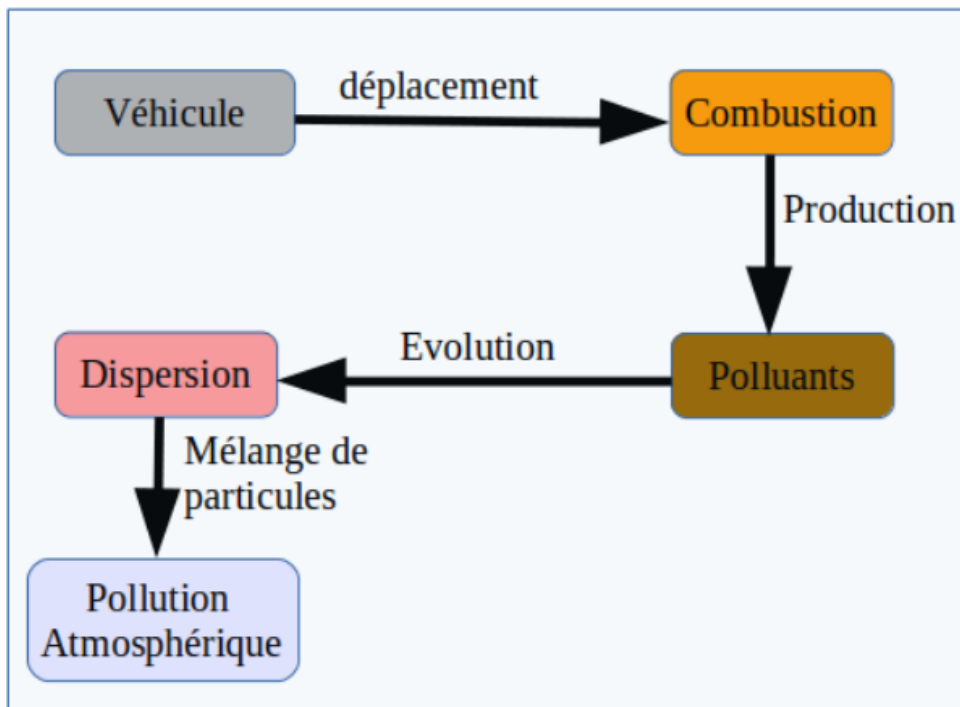 Véhicule
déplacement
Combustion
Production
Polluants
Evolution
Dispersion
Mélange de
particules
Pollution
Atmosphérique